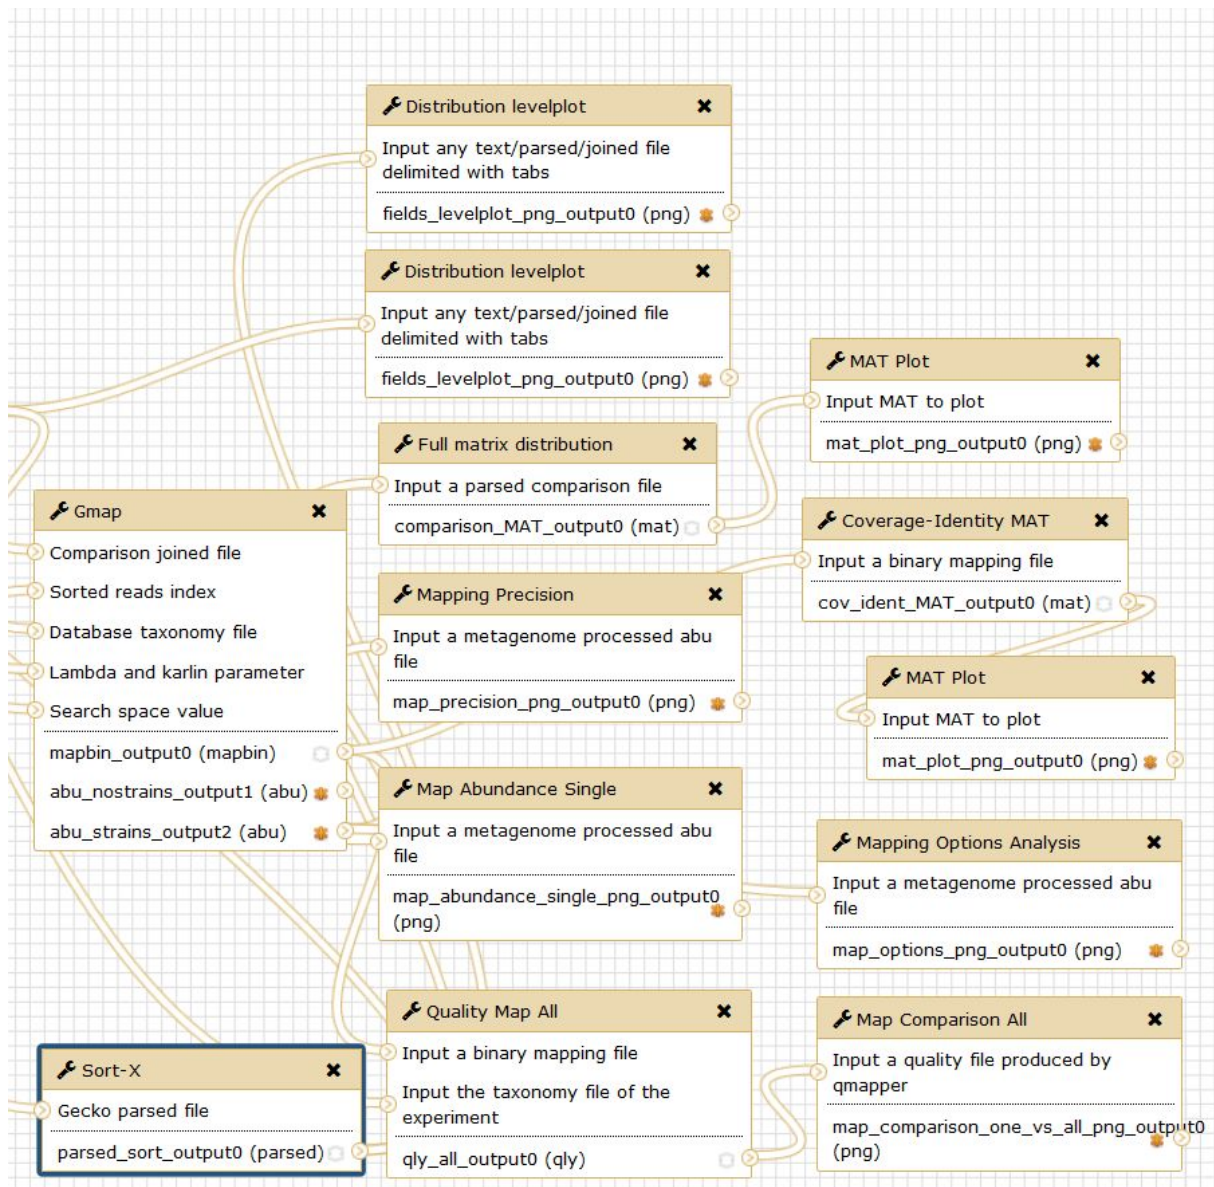 Distribution levelplot
Input any text/parsed/joined file
delimited with tabs
fields_levelplot_png_output0 (png)
Distribution levelplot
Input any text/parsed/joined file
delimited with tabs
fields_levelplot_png_output0 (png)
MAT Plot
Input MAT to plot
mat_plot_png_output0 (png)
Full matrix distribution
Input a parsed comparison file
comparison_MAT_output0 (mat)
Gmap
Comparison joined file
Sorted reads index
Database taxonomy file
Lambda and karlin parameter
Search space value
mapbin_output0 (mapbin)
abu_nostrains_output1 (abu)
abu_strains_output2 (abu)
Coverage-Identity MAT
Input a binary mapping file
cov_ident_MAT_output0 (mat)
Mapping Precision
Input a metagenome processed abu
file
map_precision_png_output0 (png)
MAT Plot
Input MAT to plot
mat_plot_png_output0 (png)
Map Abundance Single
Input a metagenome processed abu
file
map_abundance_single_png_output0
(png)
Mapping Options Analysis
Input a metagenome processed abu
file
map_options_png_output0 (png)
Quality Map All
Input a binary mapping file
Input the taxonomy file of the
experiment
qly_all_output0 (qly)
Map Comparison All
Input a quality file produced by
qmapper
map_comparison_one_vs_all_png_output0
(png)
Sort-X
Gecko parsed file
parsed_sort_output0 (parsed)